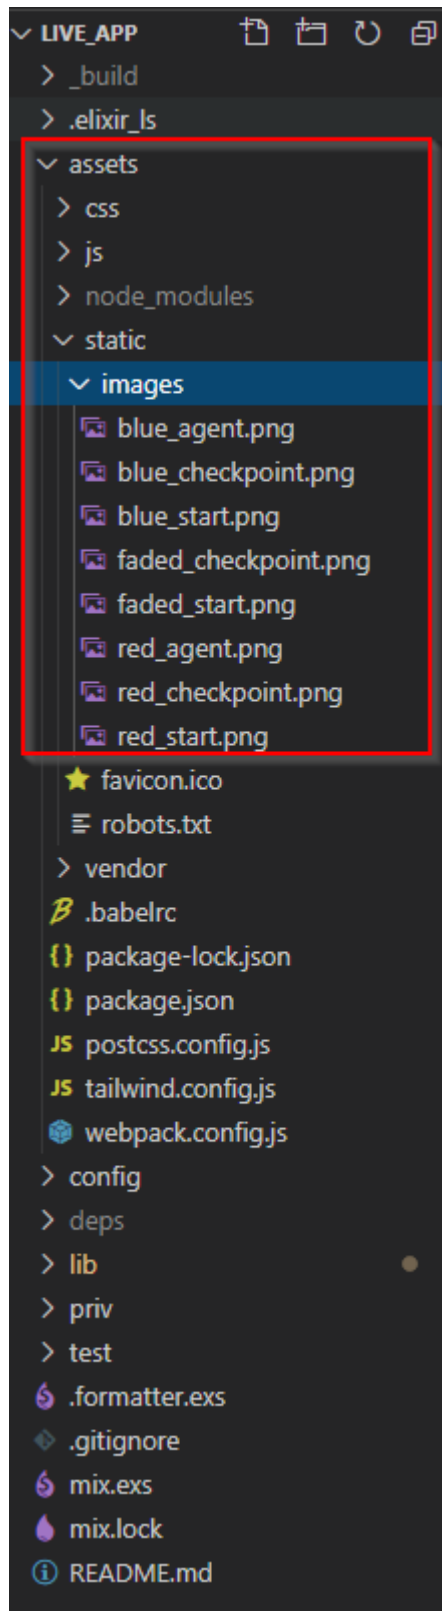 LIVE_APP
_build
.elixir_ls
assets
css
js
node_modules
static
images
blue_agent.png
blue_checkpoint.png
blue_start.png
faded_checkpoint.png
faded_start.png
red_agent.png
red_checkpoint.png
red_start.png
favicon.ico
robots.txt
vendor
.babelrc
package-lock.json
package.json
JS postcss.config.js
JS tailwind.config.js
webpack.config.js
config
deps
lib
priv
test
.formatter.exs
.gitignore
mix.exs
mix.lock
README.md